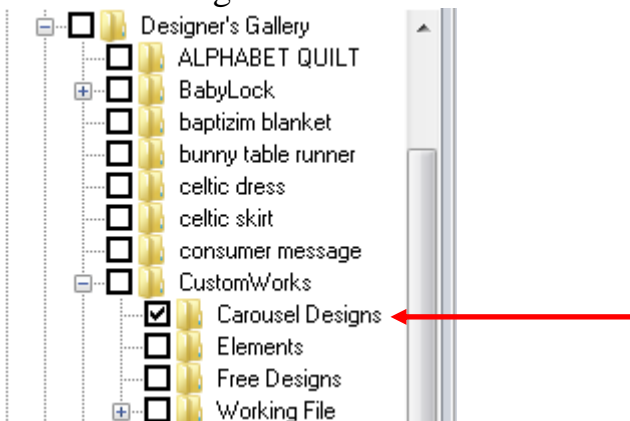 Designer's Gallery
ALPHABET QUILT
BabyLock
baptizim blanket
bunny table runner
celtic dress
celtic skirt
consumer message
CustomWorks
Carousel Designs
Elements
Free Designs
Working File